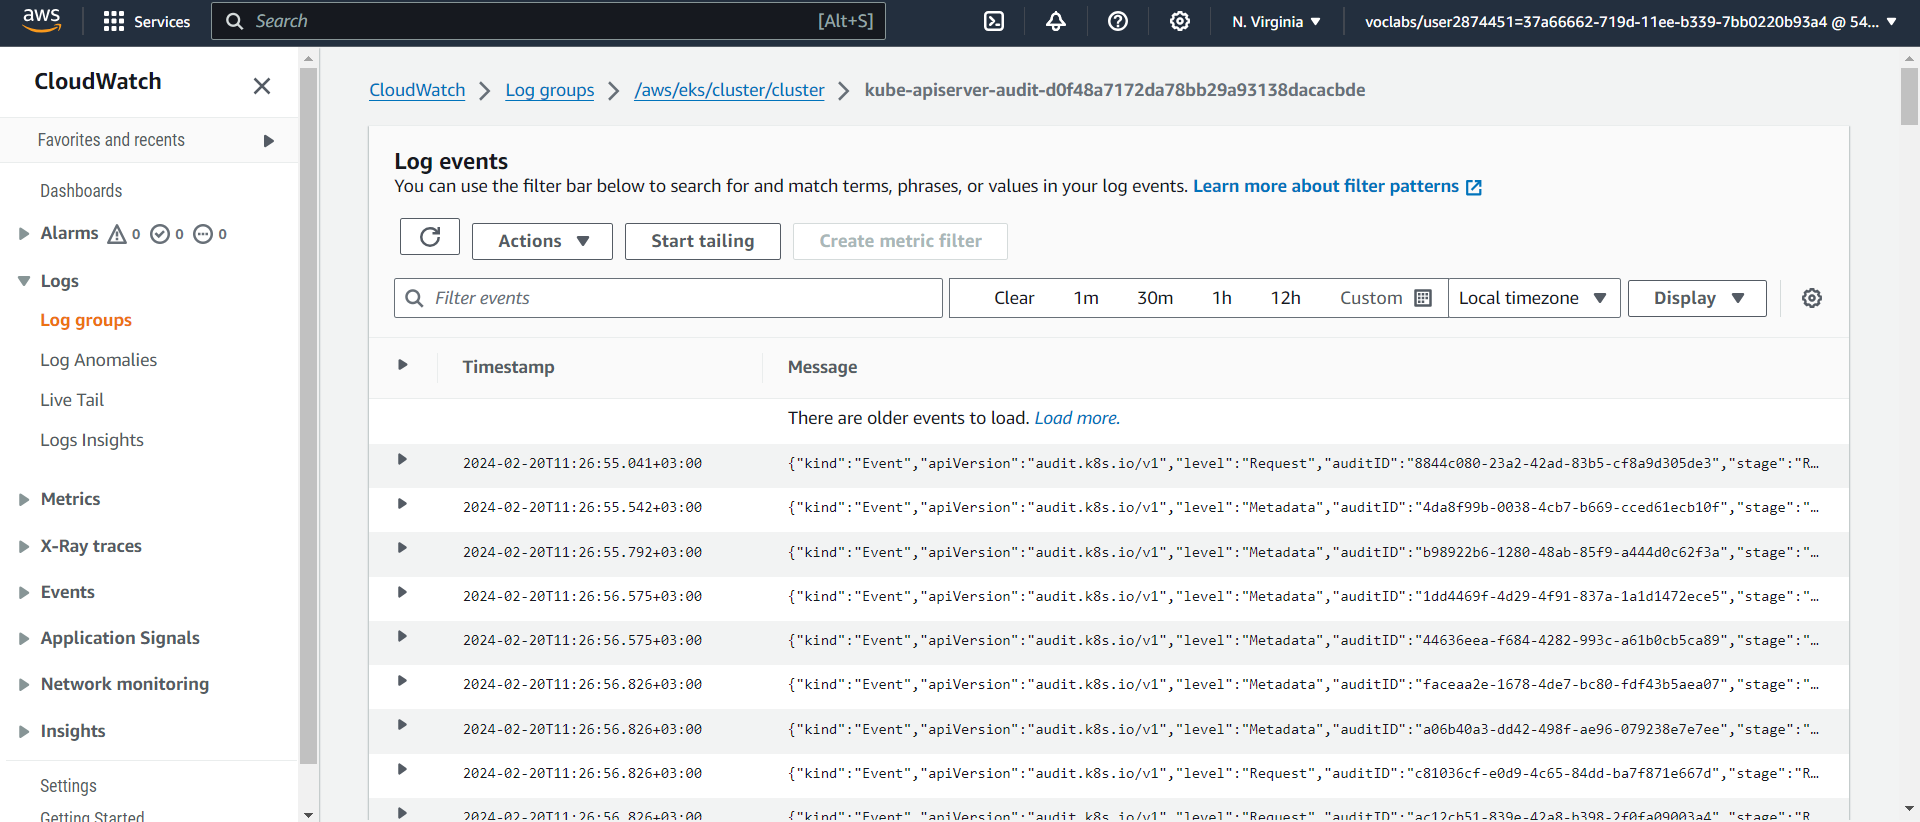 aws Services Search [Alt+S] N. Virginia voclabs/user2874451=37a66662-719d-11ee-b339-7bb0220b93a4 @ 54...
CloudWatch
Favorites and recents
Dashboards
Alarms 0 0 0
Logs
Log groups
Log Anomalies
Live Tail
Logs Insights
Metrics
X-Ray traces
Events
Application Signals
Network monitoring
Insights
Settings
Getting Started
CloudWatch Log groups /aws/eks/cluster/cluster kube-apiserver-audit-d0f48a7172da78bb29a93138dacacbde
Log events
You can use the filter bar below to search for and match terms, phrases, or values in your log events. Learn more about filter patterns
Actions Start tailing Create metric filter
Filter events Clear 1m 30m 1h 12h Custom Local timezone Display
Timestamp Message
There are older events to load. Load more.
2024-02-20T11:26:55.041+03:00 {"kind":"Event","apiVersion":"audit.k8s.io/v1","level":"Request","auditID":"8844c080-23a2-42ad-83b5-cf8a9d305de3","stage":"R…
2024-02-20T11:26:55.542+03:00 {"kind":"Event","apiVersion":"audit.k8s.io/v1","level":"Metadata","auditID":"4da8f99b-0038-4cb7-b669-cced61ecb10f","stage":"…
2024-02-20T11:26:55.792+03:00 {"kind":"Event","apiVersion":"audit.k8s.io/v1","level":"Metadata","auditID":"b98922b6-1280-48ab-85f9-a444d0c62f3a","stage":"…
2024-02-20T11:26:56.575+03:00 {"kind":"Event","apiVersion":"audit.k8s.io/v1","level":"Metadata","auditID":"1dd4469f-4d29-4f91-837a-1a1d1472ece5","stage":"…
2024-02-20T11:26:56.575+03:00 {"kind":"Event","apiVersion":"audit.k8s.io/v1","level":"Metadata","auditID":"44636eea-f684-4282-993c-a61b0cb5ca89","stage":"…
2024-02-20T11:26:56.826+03:00 {"kind":"Event","apiVersion":"audit.k8s.io/v1","level":"Metadata","auditID":"faceaa2e-1678-4de7-bc80-fdf43b5aea07","stage":"…
2024-02-20T11:26:56.826+03:00 {"kind":"Event","apiVersion":"audit.k8s.io/v1","level":"Metadata","auditID":"a06b40a3-dd42-498f-ae96-079238e7e7ee","stage":"…
2024-02-20T11:26:56.826+03:00 {"kind":"Event","apiVersion":"audit.k8s.io/v1","level":"Request","auditID":"c81036cf-e0d9-4c65-84dd-ba7f871e667d","stage":"R…
2024-02-20T11:26:56.826+03:00 {"kind":"Event","apiVersion":"audit.k8s.io/v1","level":"Request","auditID":"ac12cb51-839e-42a8-b398-2f0fa09003a4","stage":"R…